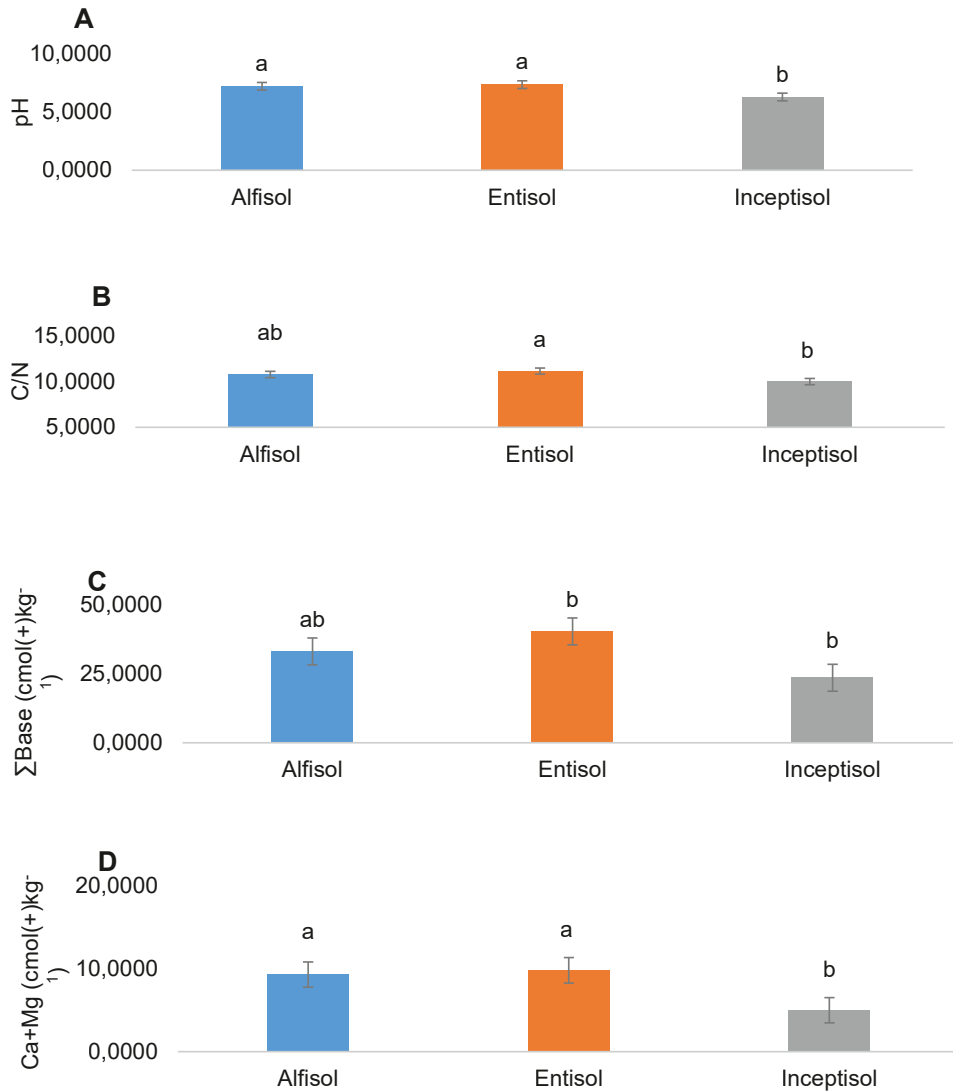 A
10,0000
5,0000
0,0000
pH
a
a
b
Alfisol
Entisol
Inceptisol
B
15,0000
10,0000
5,0000
C/N
ab
a
b
Alfisol
Entisol
Inceptisol
C
50,0000
25,0000
0,0000
∑Base (cmol(+)kg-
1)
ab
b
b
Alfisol
Entisol
Inceptisol
D
20,0000
10,0000
0,0000
Ca+Mg (cmol(+)kg-
1)
a
a
b
Alfisol
Entisol
Inceptisol